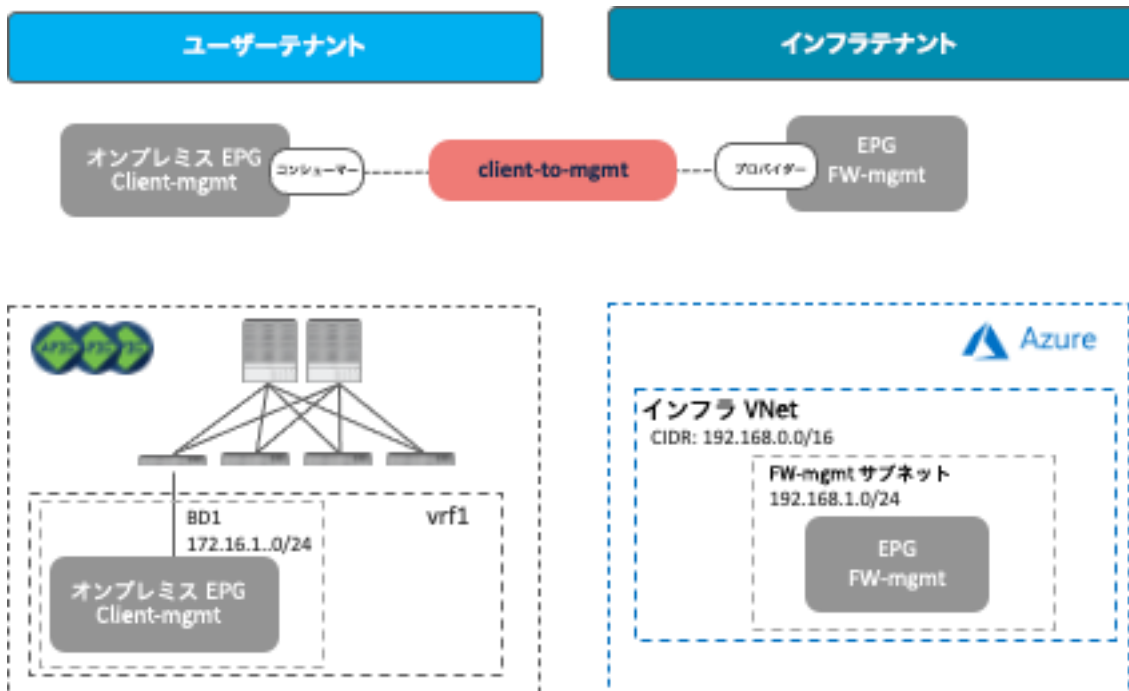 ユーザーテナント
インフラテナント
オンプレミス EPG
Client-mgmt
コンシューマー
client-to-mgmt
プロバイダー
EPG
FW-mgmt
Azure
インフラ VNet
CIDR: 192.168.0.0/16
FW-mgmt サブネット
192.168.1.0/24
EPG
FW-mgmt
BD1
172.16.1..0/24
vrf1
オンプレミス EPG
Client-mgmt